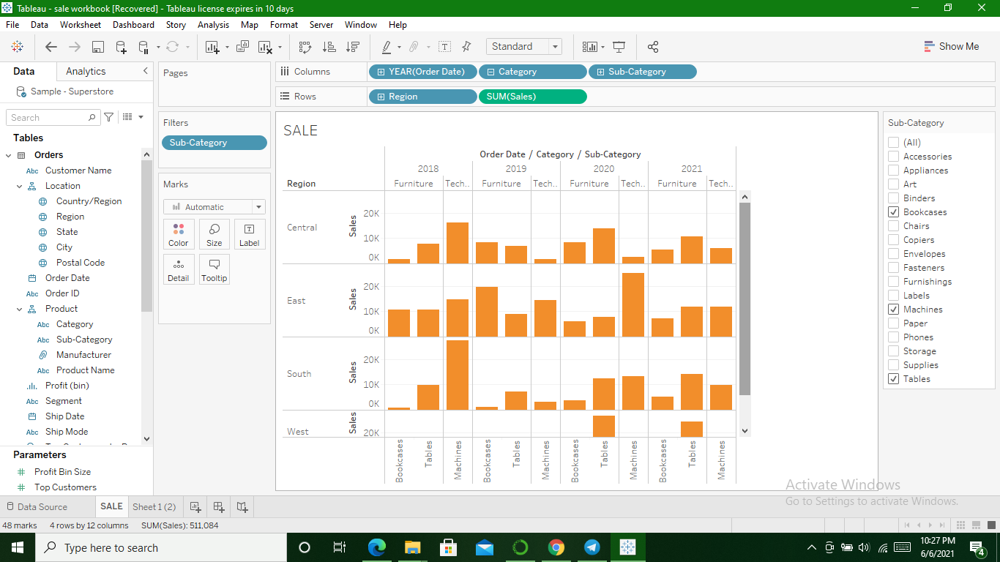 Tableau - sale workbook [Recovered] - Tableau license expires in 10 days
File Data Worksheet Dashboard Story Analysis Map Format Server Window Help
Standard
Show Me
Data Analytics
Sample - Superstore
Search
Tables
Orders
Abc Customer Name
Location
Country/Region
Region
State
City
Postal Code
Order Date
Abc Order ID
Product
Abc Category
Abc Sub-Category
Manufacturer
Abc Product Name
Profit (bin)
Abc Segment
Ship Date
Abc Ship Mode
Parameters
# Profit Bin Size
# Top Customers
Pages
Filters
Sub-Category
Marks
Automatic
Color Size Label
Detail Tooltip
Columns YEAR(Order Date) Category Sub-Category
Rows Region SUM(Sales)
SALE
Order Date / Category / Sub-Category
2018 2019 2020 2021
Region Furniture Tech.. Furniture Tech.. Furniture Tech.. Furniture Tech..
Central Sales 20K 10K 0K
East Sales 20K 10K 0K
South Sales 20K 10K 0K
West Sales 20K
Bookcases Tables Machines Bookcases Tables Machines Bookcases Tables Machines Bookcases Tables Machines
Sub-Category
(All)
Accessories
Appliances
Art
Binders
Bookcases
Chairs
Copiers
Envelopes
Fasteners
Furnishings
Labels
Machines
Paper
Phones
Storage
Supplies
Tables
Activate Windows
Go to Settings to activate Windows.
Data Source SALE Sheet 1 (2)
48 marks 4 rows by 12 columns SUM(Sales): 511,084
Type here to search
10:27 PM
6/6/2021
4